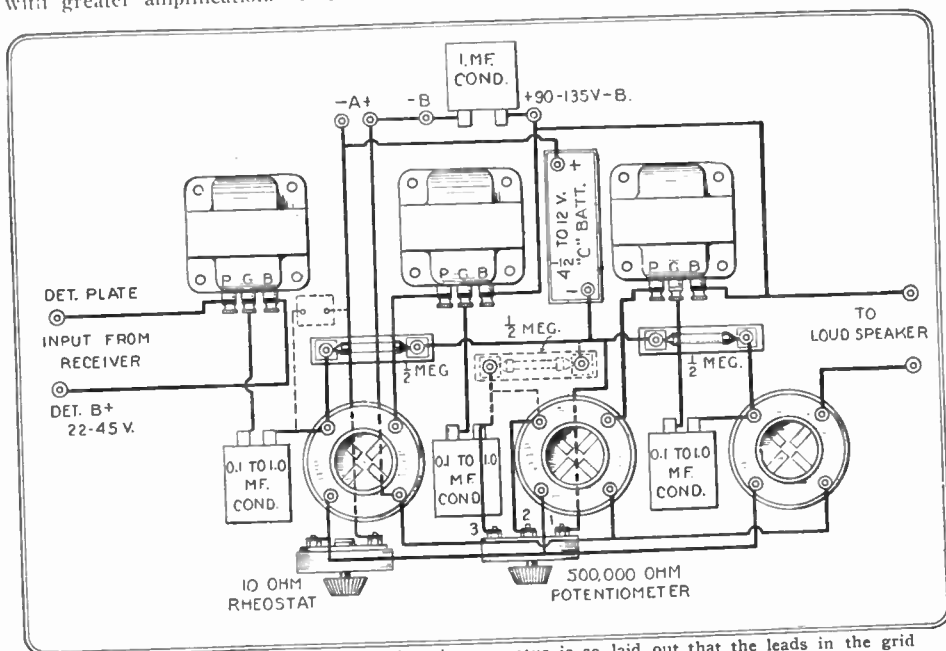 with greater amplification.
1. MF.
COND.
-A+
-B
+90-135V-B.
4½ TO 12 V.
"C" BATT.
+
-
P G B
P G B
P G B
DET. PLATE
INPUT FROM
RECEIVER
DET. B+
22-45 V.
½ MEG
½ MEG.
½ MEG.
TO
LOUD SPEAKER
0.1 TO 1.0
M.F.
COND.
0.1 TO 1.0
M.F.
COND
0.1 TO 1.0
M.F.
COND.
3
2
10 OHM
RHEOSTAT
500,000 OHM
POTENTIOMETER
is so laid out that the leads in the grid